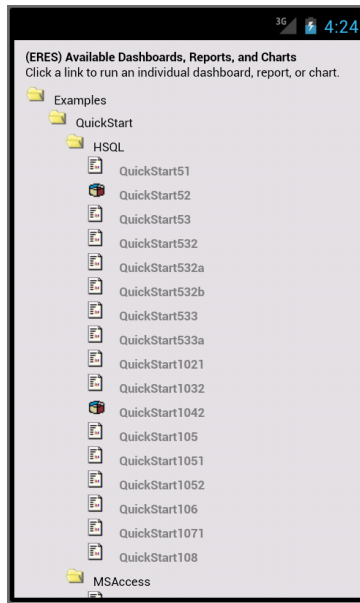 3G 4:24
(ERES) Available Dashboards, Reports, and Charts
Click a link to run an individual dashboard, report, or chart.
Examples
QuickStart
HSQL
QuickStart51
QuickStart52
QuickStart53
QuickStart532
QuickStart532a
QuickStart532b
QuickStart533
QuickStart533a
QuickStart1021
QuickStart1032
QuickStart1042
QuickStart105
QuickStart1051
QuickStart1052
QuickStart106
QuickStart1071
QuickStart108
MSAccess